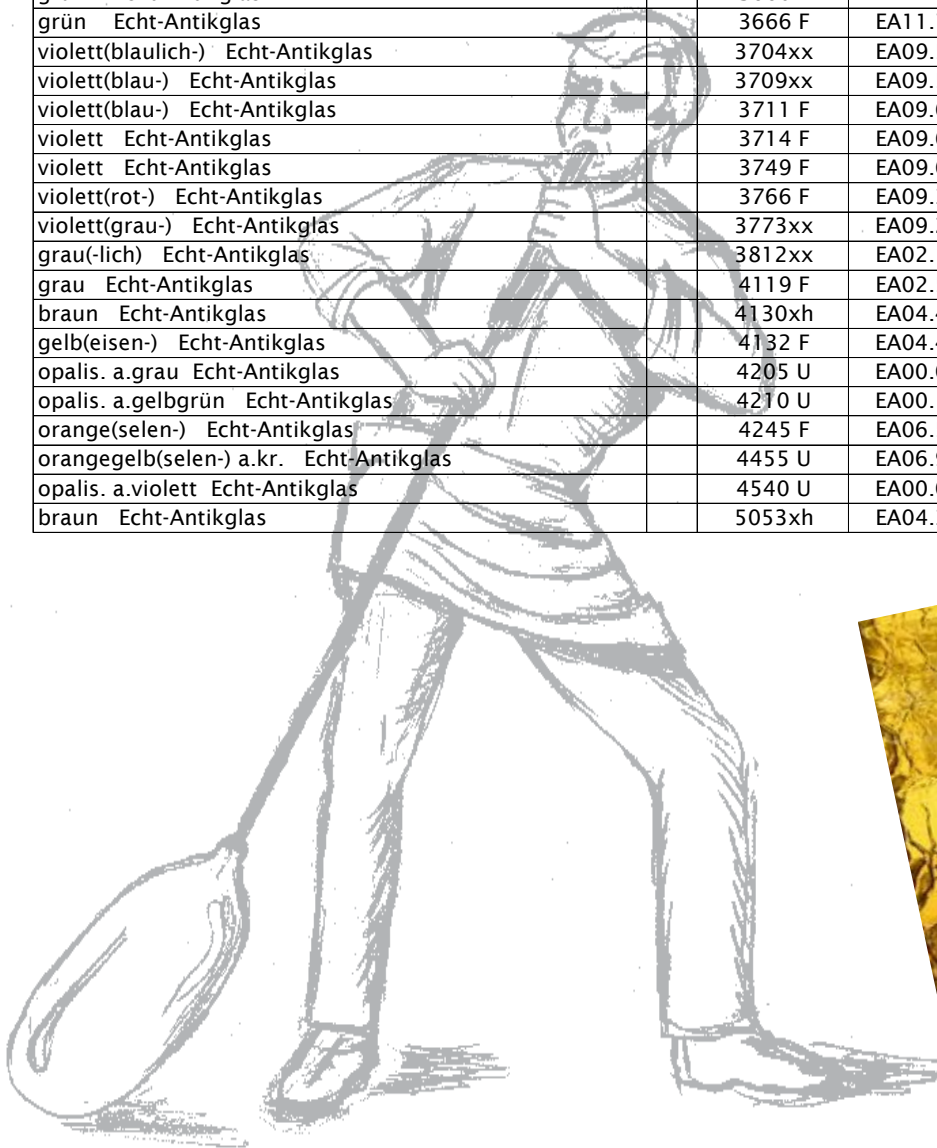 grün Echt-Antikglas 3666 F EA11.
violett(blaulich-) Echt-Antikglas 3704xx EA09.
violett(blau-) Echt-Antikglas 3709xx EA09.
violett(blau-) Echt-Antikglas 3711 F EA09.
violett Echt-Antikglas 3714 F EA09.
violett Echt-Antikglas 3749 F EA09.
violett(rot-) Echt-Antikglas 3766 F EA09.
violett(grau-) Echt-Antikglas 3773xx EA09.
grau(-lich) Echt-Antikglas 3812xx EA02.
grau Echt-Antikglas 4119 F EA02.
braun Echt-Antikglas 4130xh EA04.
gelb(eisen-) Echt-Antikglas 4132 F EA04.
opalis. a.grau Echt-Antikglas 4205 U EA00.
opalis. a.gelbgrün Echt-Antikglas 4210 U EA00.
orange(selen-) Echt-Antikglas 4245 F EA06.
orangegelb(selen-) a.kr. Echt-Antikglas 4455 U EA06.
opalis. a.violett Echt-Antikglas 4540 U EA00.
braun Echt-Antikglas 5053xh EA04.